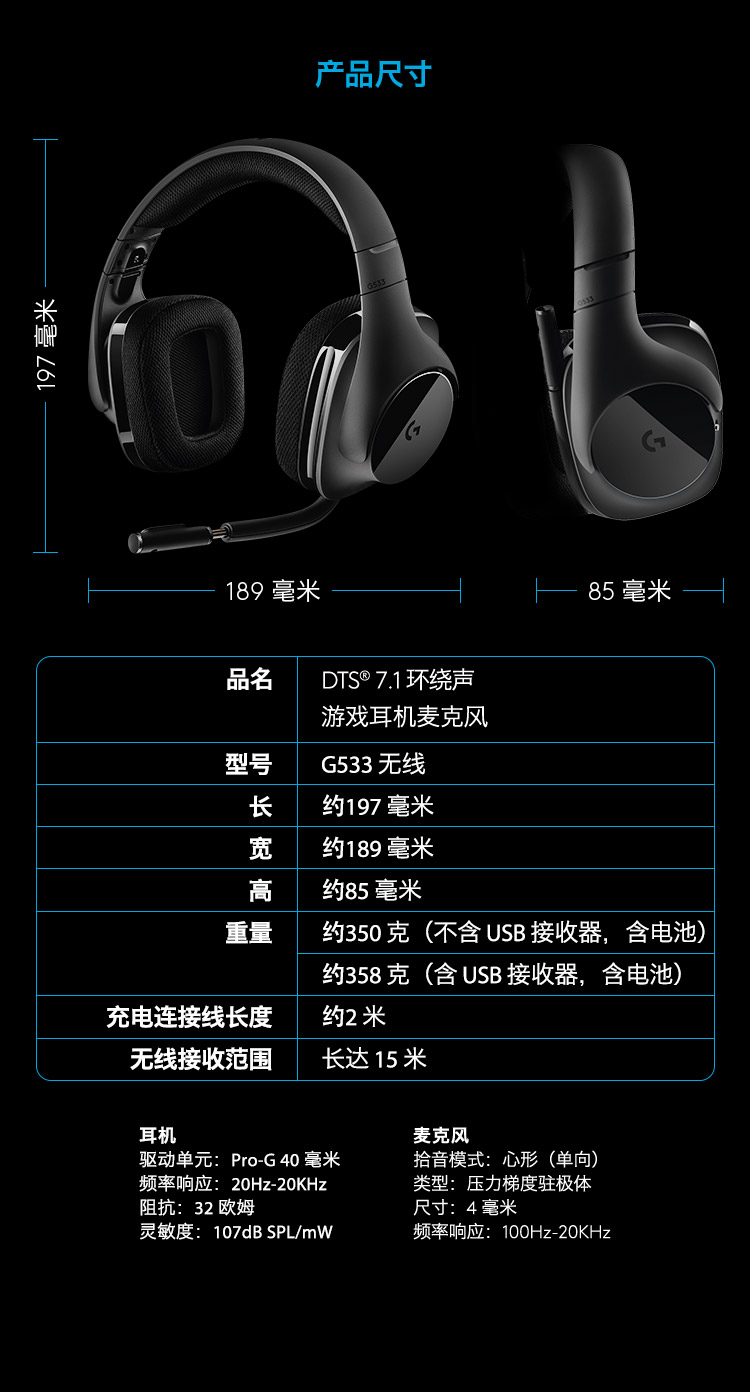 产品尺寸
197 毫米
G533
G533
189 毫米
85 毫米
品名
DTS® 7.1 环绕声
游戏耳机麦克风
型号
G533 无线
长
约197 毫米
宽
约189 毫米
高
约85 毫米
重量
约350 克（不含 USB 接收器，含电池）
约358 克（含 USB 接收器，含电池）
充电连接线长度
约2 米
无线接收范围
长达 15 米
耳机
驱动单元：Pro-G 40 毫米
频率响应：20Hz-20KHz
阻抗：32 欧姆
灵敏度：107dB SPL/mW
麦克风
拾音模式：心形（单向）
类型：压力梯度驻极体
尺寸：4 毫米
频率响应：100Hz-20KHz